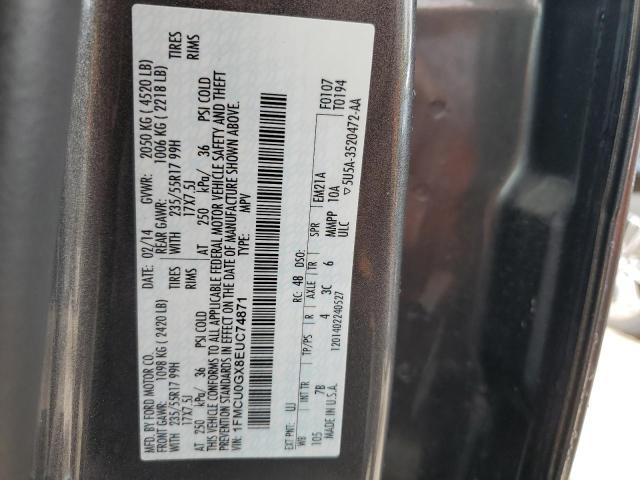 MFD. BY FORD MOTOR CO. DATE: 02/14 GVWR: 2050 KG ( 4520 LB)
FRONT GAWR: 1098 KG ( 2420 LB) REAR GAWR: 1006 KG ( 2218 LB)
235/55R17 99H TIRES WITH 235/55R17 99H TIRES
17X7.5J RIMS WITH 17X7.5J RIMS
AT 250 kPa/ 36 PSI COLD AT 250 kPa/ 36 PSI COLD
THIS VEHICLE CONFORMS TO ALL APPLICABLE FEDERAL MOTOR VEHICLE SAFETY AND THEFT
PREVENTION STANDARDS IN EFFECT ON THE DATE OF MANUFACTURE SHOWN ABOVE.
VIN: 1FMCU0GX8EUC74871 TYPE: MPV
EXT PNT: UJ RC: 48 DSO: F0107
WB INT TR TP/PS R AXLE TR SPR EM21A T0194
105 7B 4 3C 6 MMPP 10A
MADE IN U.S.A. 1201402240527 ULC ▽5U5A-3520472-AA